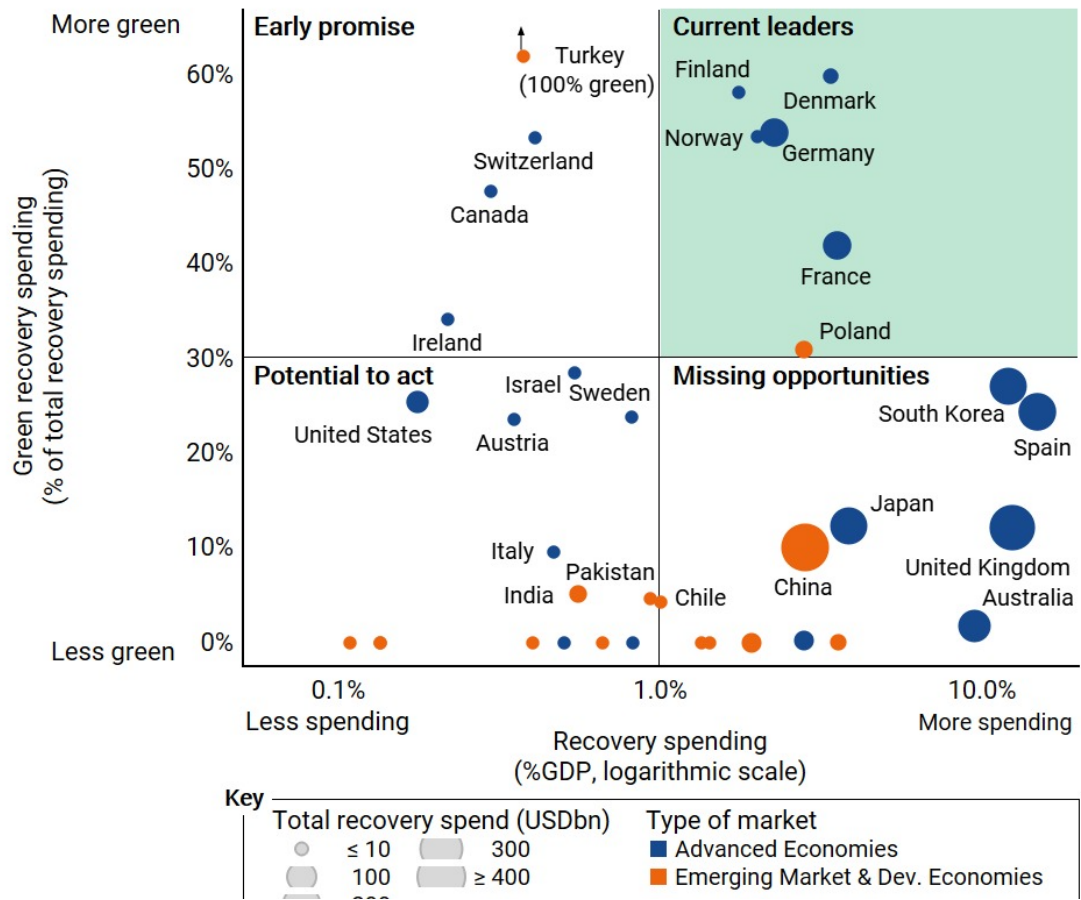 More green
Early promise
Current leaders
Turkey
(100% green)
Finland
60%
Denmark
Norway
Germany
Switzerland
50%
Canada
40%
France
Poland
Ireland
30%
Green recovery spending
(% of total recovery spending)
Potential to act
Missing opportunities
Israel
Sweden
South Korea
United States
Austria
Spain
20%
Japan
10%
Italy
Pakistan
India
China
Chile
United Kingdom
Australia
0%
Less green
0.1%
1.0%
10.0%
Less spending
More spending
Recovery spending
(%GDP, logarithmic scale)
Key
Total recovery spend (USDbn)
≤ 10
300
100
≥ 400
Type of market
Advanced Economies
Emerging Market & Dev. Economies